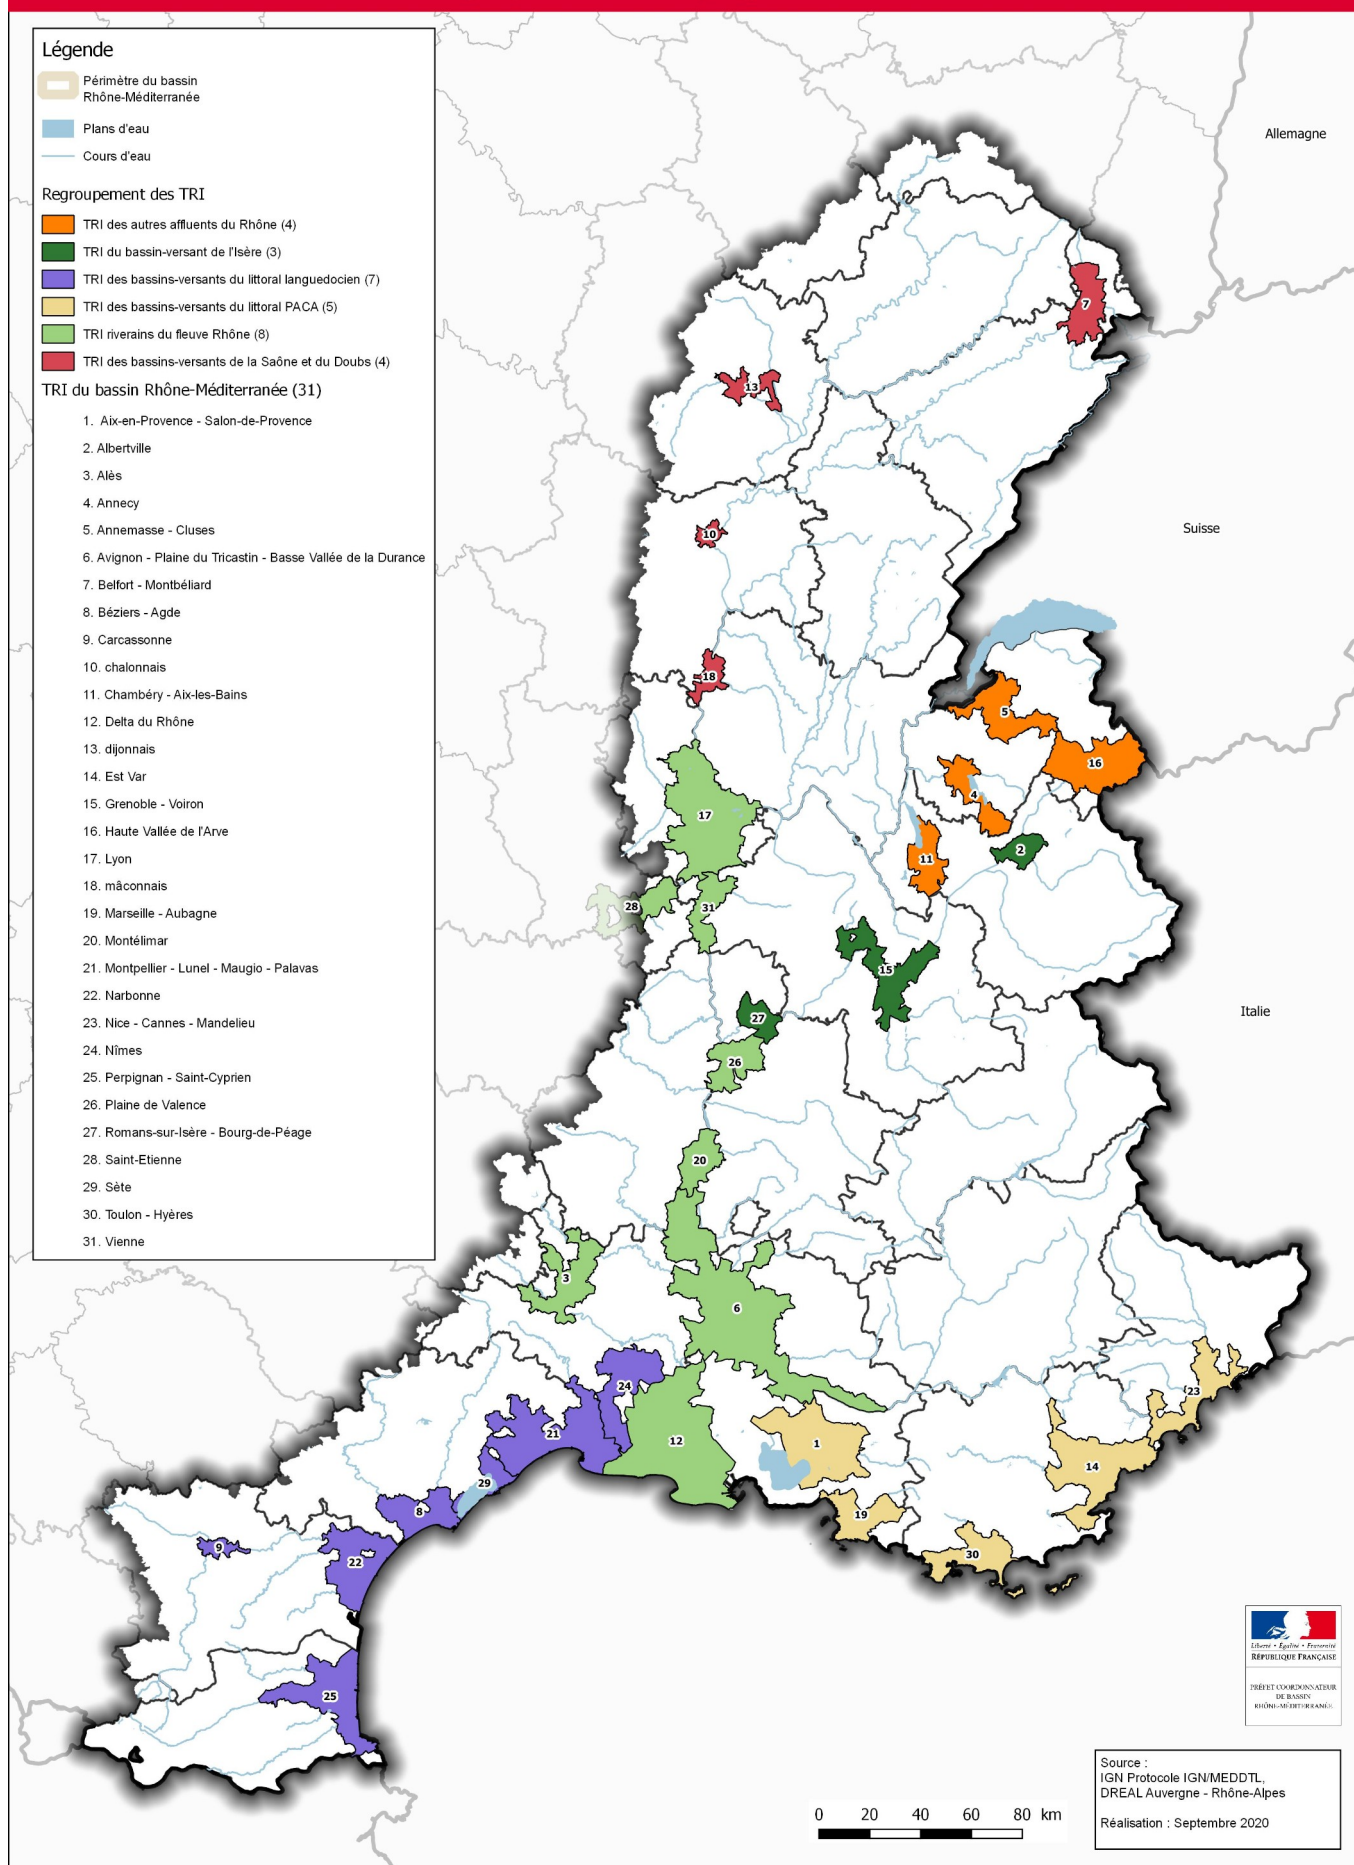 Légende
Périmètre du bassin
Rhône-Méditerranée
Plans d'eau
Cours d'eau
Regroupement des TRI
TRI des autres affluents du Rhône (4)
TRI du bassin-versant de l'Isère (3)
TRI des bassins-versants du littoral languedocien (7)
TRI des bassins-versants du littoral PACA (5)
TRI riverains du fleuve Rhône (8)
TRI des bassins-versants de la Saône et du Doubs (4)
TRI du bassin Rhône-Méditerranée (31)
1. Aix-en-Provence - Salon-de-Provence
2. Albertville
3. Alès
4. Annecy
5. Annemasse - Cluses
6. Avignon - Plaine du Tricastin - Basse Vallée de la Durance
7. Belfort - Montbéliard
8. Béziers - Agde
9. Carcassonne
10. chalonnais
11. Chambéry - Aix-les-Bains
12. Delta du Rhône
13. dijonnais
14. Est Var
15. Grenoble - Voiron
16. Haute Vallée de l'Arve
17. Lyon
18. mâconnais
19. Marseille - Aubagne
20. Montélimar
21. Montpellier - Lunel - Maugio - Palavas
22. Narbonne
23. Nice - Cannes - Mandelieu
24. Nîmes
25. Perpignan - Saint-Cyprien
26. Plaine de Valence
27. Romans-sur-Isère - Bourg-de-Péage
28. Saint-Etienne
29. Sète
30. Toulon - Hyères
31. Vienne
Allemagne
7
13
Suisse
10
18
5
16
4
17
2
11
28
31
15
Italie
27
26
20
3
6
23
24
21
12
1
14
29
8
19
9
22
30
25
Liberté • Égalité • Fraternité
RÉPUBLIQUE FRANÇAISE
PRÉFET COORDONNATEUR
DE BASSIN
RHÔNE-MÉDITERRANÉE
Source :
IGN Protocole IGN/MEDDTL,
DREAL Auvergne - Rhône-Alpes
Réalisation : Septembre 2020
0 20 40 60 80 km